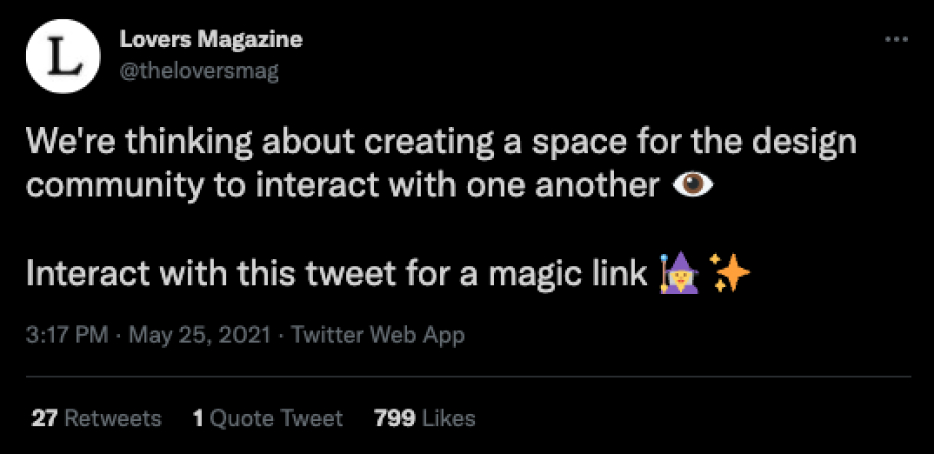 L
Lovers Magazine
@theloversmag
We're thinking about creating a space for the design
community to interact with one another 👁️
Interact with this tweet for a magic link 🧙‍♀️ ✨
3:17 PM · May 25, 2021 · Twitter Web App
27 Retweets 1 Quote Tweet 799 Likes